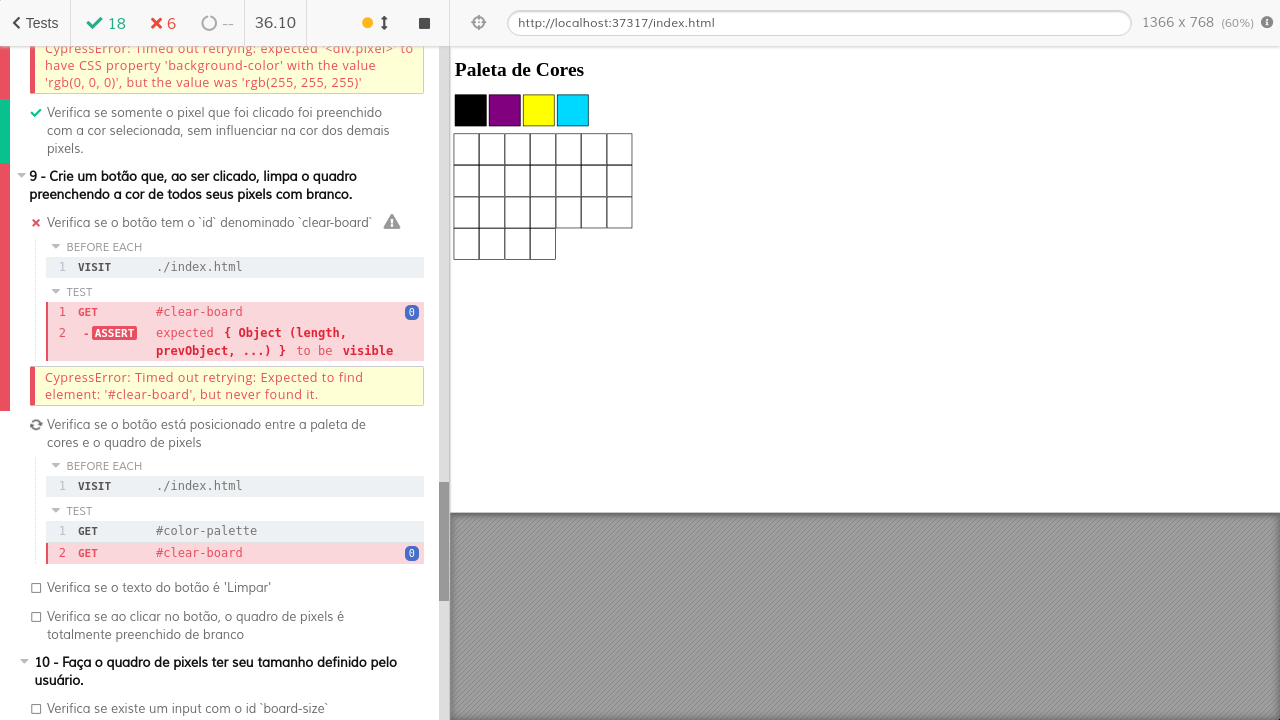 Tests
18
6
--
36.10
http://localhost:37317/index.html
1366 x 768 (60%)
CypressError: Timed out retrying: expected '<div.pixel>' to
have CSS property 'background-color' with the value
'rgb(0, 0, 0)', but the value was 'rgb(255, 255, 255)'
Verifica se somente o pixel que foi clicado foi preenchido
com a cor selecionada, sem influenciar na cor dos demais
pixels.
9 - Crie um botão que, ao ser clicado, limpa o quadro
preenchendo a cor de todos seus pixels com branco.
Verifica se o botão tem o `id` denominado `clear-board`
BEFORE EACH
1 VISIT ./index.html
TEST
1 GET #clear-board 0
2 -ASSERT expected { Object (length,
prevObject, ...) } to be visible
CypressError: Timed out retrying: Expected to find
element: '#clear-board', but never found it.
Verifica se o botão está posicionado entre a paleta de
cores e o quadro de pixels
BEFORE EACH
1 VISIT ./index.html
TEST
1 GET #color-palette
2 GET #clear-board 0
Verifica se o texto do botão é 'Limpar'
Verifica se ao clicar no botão, o quadro de pixels é
totalmente preenchido de branco
10 - Faça o quadro de pixels ter seu tamanho definido pelo
usuário.
Verifica se existe um input com o id `board-size`
Paleta de Cores